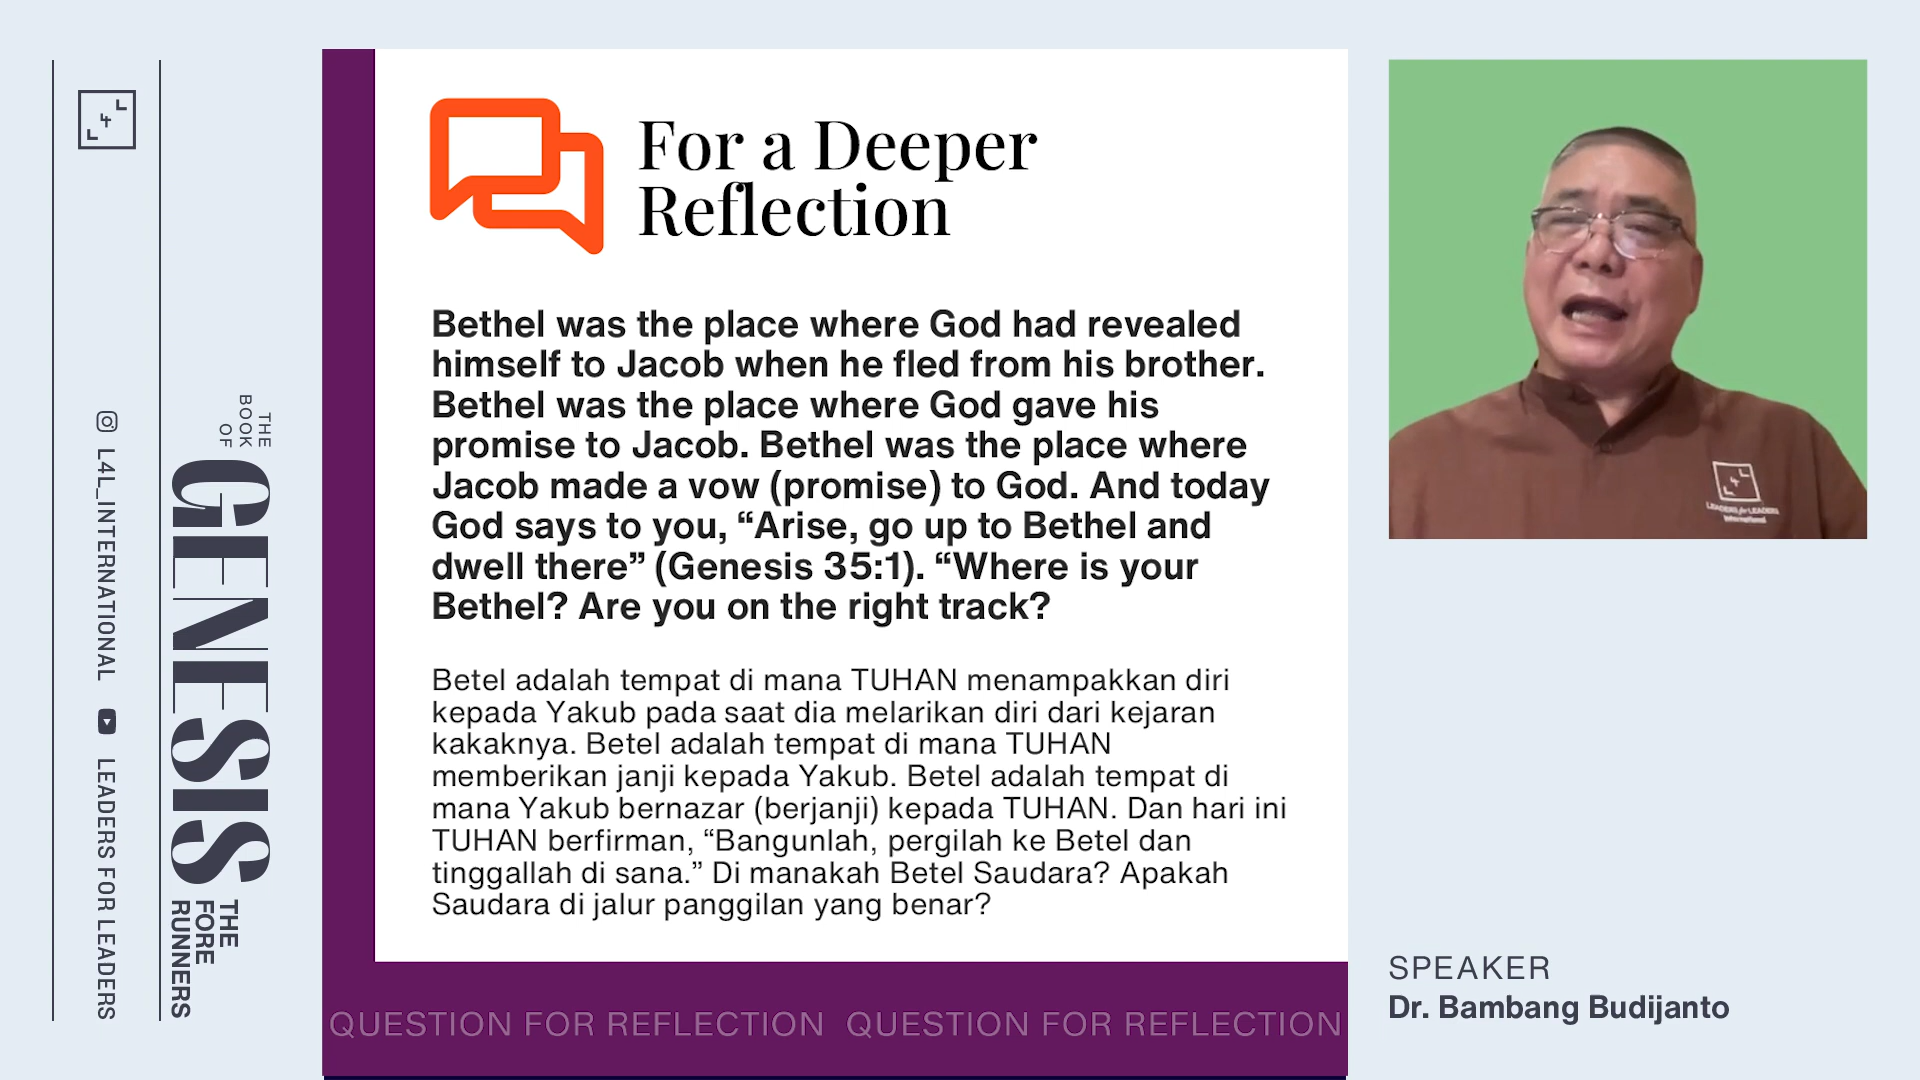 L4L_INTERNATIONAL
LEADERS FOR LEADERS
THE
BOOK
OF
GENESIS
THE
FORE
RUNNERS
For a Deeper
Reflection
Bethel was the place where God had revealed
himself to Jacob when he fled from his brother.
Bethel was the place where God gave his
promise to Jacob. Bethel was the place where
Jacob made a vow (promise) to God. And today
God says to you, “Arise, go up to Bethel and
dwell there” (Genesis 35:1). “Where is your
Bethel? Are you on the right track?
Betel adalah tempat di mana TUHAN menampakkan diri
kepada Yakub pada saat dia melarikan diri dari kejaran
kakaknya. Betel adalah tempat di mana TUHAN
memberikan janji kepada Yakub. Betel adalah tempat di
mana Yakub bernazar (berjanji) kepada TUHAN. Dan hari ini
TUHAN berfirman, “Bangunlah, pergilah ke Betel dan
tinggallah di sana.” Di manakah Betel Saudara? Apakah
Saudara di jalur panggilan yang benar?
QUESTION FOR REFLECTION QUESTION FOR REFLECTION
LEADERS for LEADERS
International
SPEAKER
Dr. Bambang Budijanto